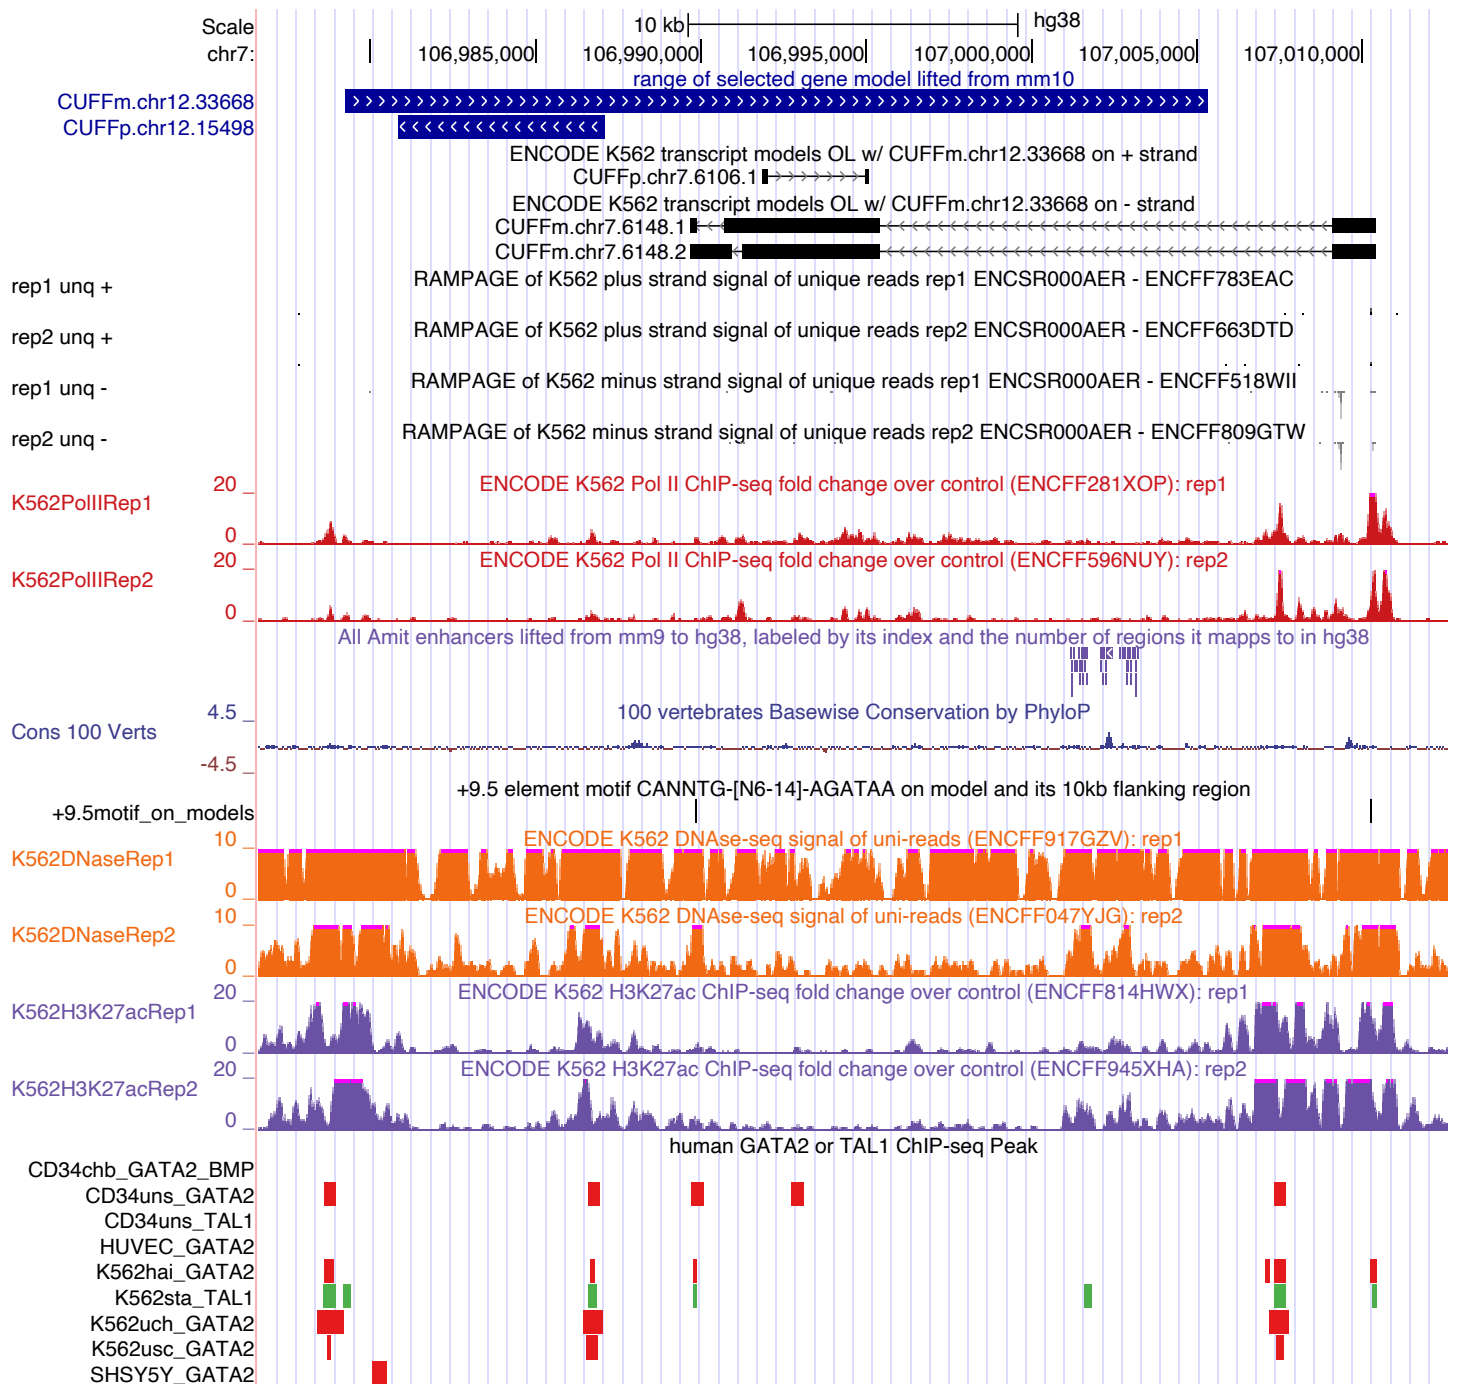 Scale 10 kb hg38
chr7: 106,985,000 106,990,000 106,995,000 107,000,000 107,005,000 107,010,000
range of selected gene model lifted from mm10
CUFFm.chr12.33668
CUFFp.chr12.15498
ENCODE K562 transcript models OL w/ CUFFm.chr12.33668 on + strand
CUFFp.chr7.6106.1
ENCODE K562 transcript models OL w/ CUFFm.chr12.33668 on - strand
CUFFm.chr7.6148.1
CUFFm.chr7.6148.2
RAMPAGE of K562 plus strand signal of unique reads rep1 ENCSR000AER - ENCFF783EAC
rep1 unq +
RAMPAGE of K562 plus strand signal of unique reads rep2 ENCSR000AER - ENCFF663DTD
rep2 unq +
RAMPAGE of K562 minus strand signal of unique reads rep1 ENCSR000AER - ENCFF518WII
rep1 unq -
RAMPAGE of K562 minus strand signal of unique reads rep2 ENCSR000AER - ENCFF809GTW
rep2 unq -
20 _ ENCODE K562 Pol II ChIP-seq fold change over control (ENCFF281XOP): rep1
K562PolIIRep1
0 _
20 _ ENCODE K562 Pol II ChIP-seq fold change over control (ENCFF596NUY): rep2
K562PolIIRep2
0 _
All Amit enhancers lifted from mm9 to hg38, labeled by its index and the number of regions it mapps to in hg38
4.5 _ 100 vertebrates Basewise Conservation by PhyloP
Cons 100 Verts
-4.5 _
+9.5 element motif CANNTG-[N6-14]-AGATAA on model and its 10kb flanking region
+9.5motif_on_models
10 _ ENCODE K562 DNAse-seq signal of uni-reads (ENCFF917GZV): rep1
K562DNaseRep1
0 _
10 _ ENCODE K562 DNAse-seq signal of uni-reads (ENCFF047YJG): rep2
K562DNaseRep2
0 _
20 _ ENCODE K562 H3K27ac ChIP-seq fold change over control (ENCFF814HWX): rep1
K562H3K27acRep1
0 _
20 _ ENCODE K562 H3K27ac ChIP-seq fold change over control (ENCFF945XHA): rep2
K562H3K27acRep2
0 _
human GATA2 or TAL1 ChIP-seq Peak
CD34chb_GATA2_BMP
CD34uns_GATA2
CD34uns_TAL1
HUVEC_GATA2
K562hai_GATA2
K562sta_TAL1
K562uch_GATA2
K562usc_GATA2
SHSY5Y_GATA2